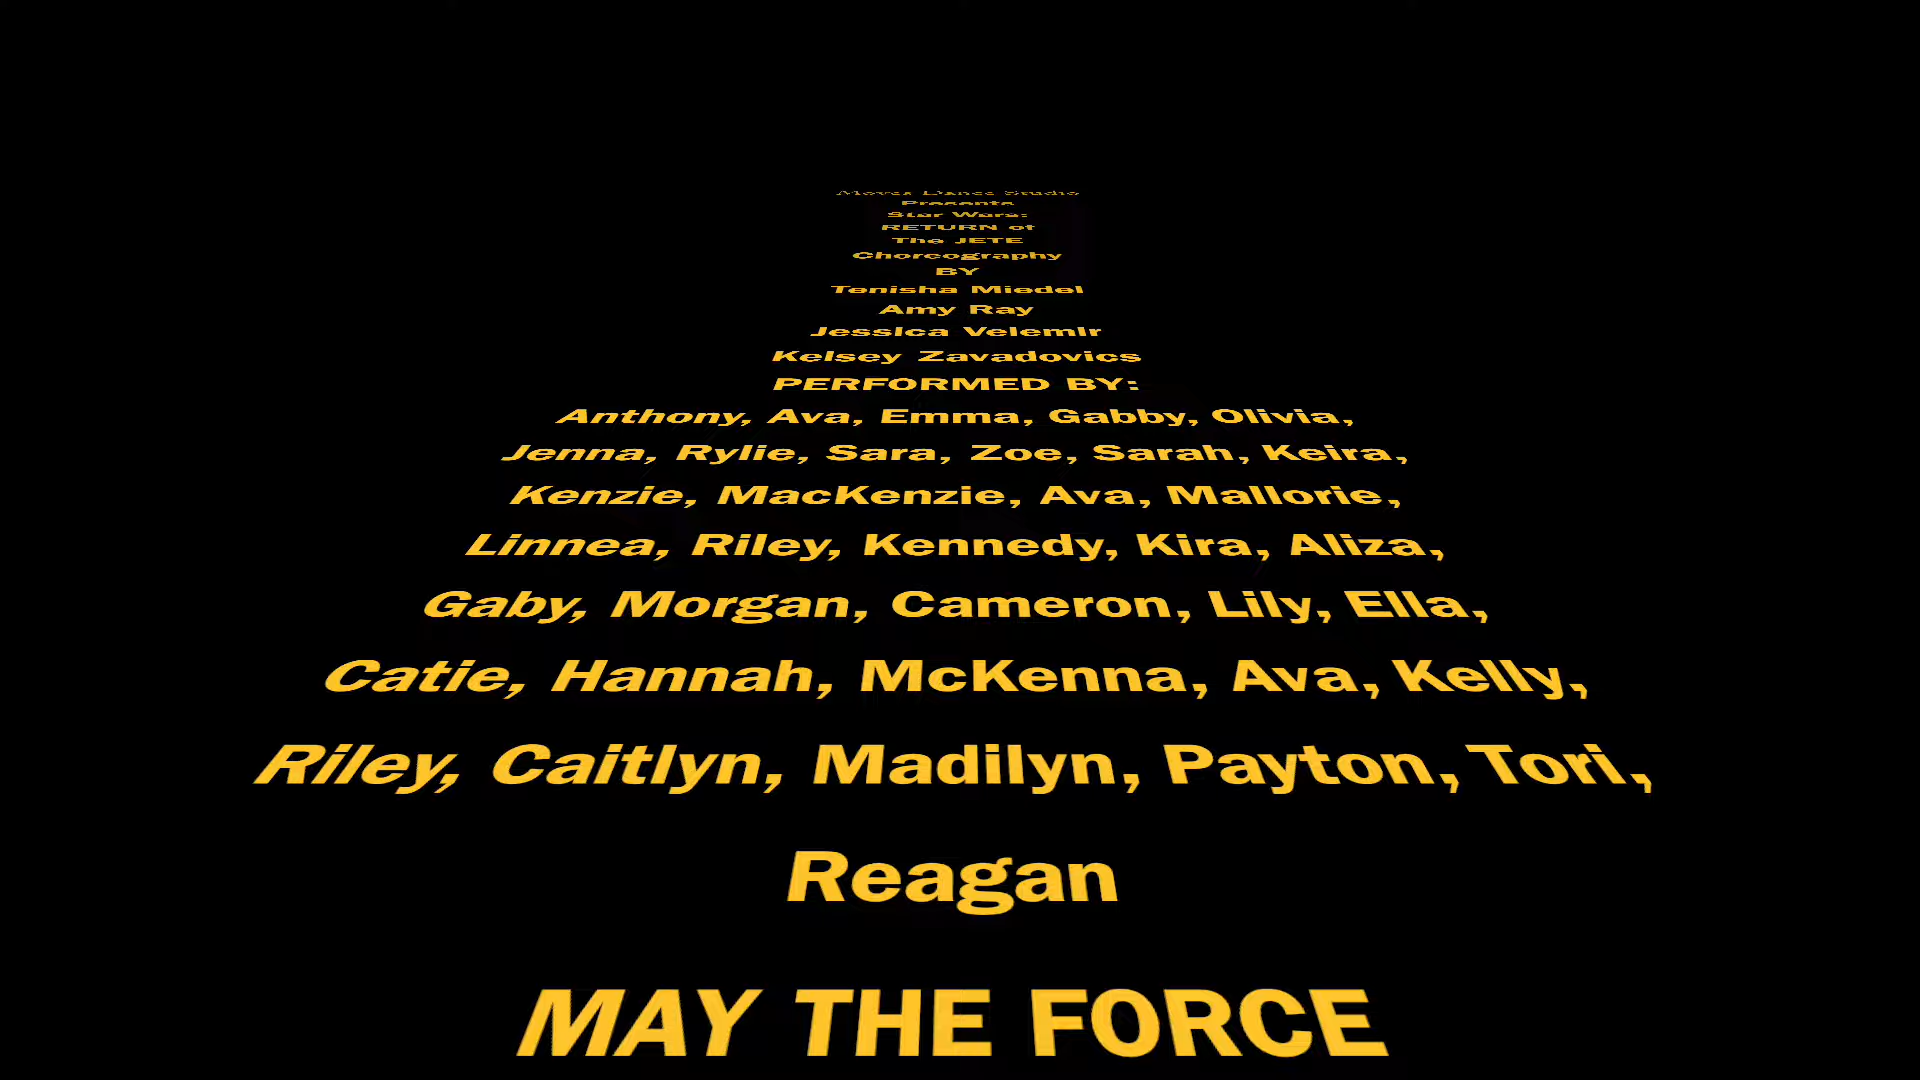 Moves Dance Studio
Presents
Star Wars:
RETURN of
The JETE
Choreography
BY
Tenisha Miedel
Amy Ray
Jessica Velemir
Kelsey Zavadovics
PERFORMED BY:
Anthony, Ava, Emma, Gabby, Olivia,
Jenna, Rylie, Sara, Zoe, Sarah, Keira,
Kenzie, MacKenzie, Ava, Mallorie,
Linnea, Riley, Kennedy, Kira, Aliza,
Gaby, Morgan, Cameron, Lily, Ella,
Catie, Hannah, McKenna, Ava, Kelly,
Riley, Caitlyn, Madilyn, Payton, Tori,
Reagan
MAY THE FORCE